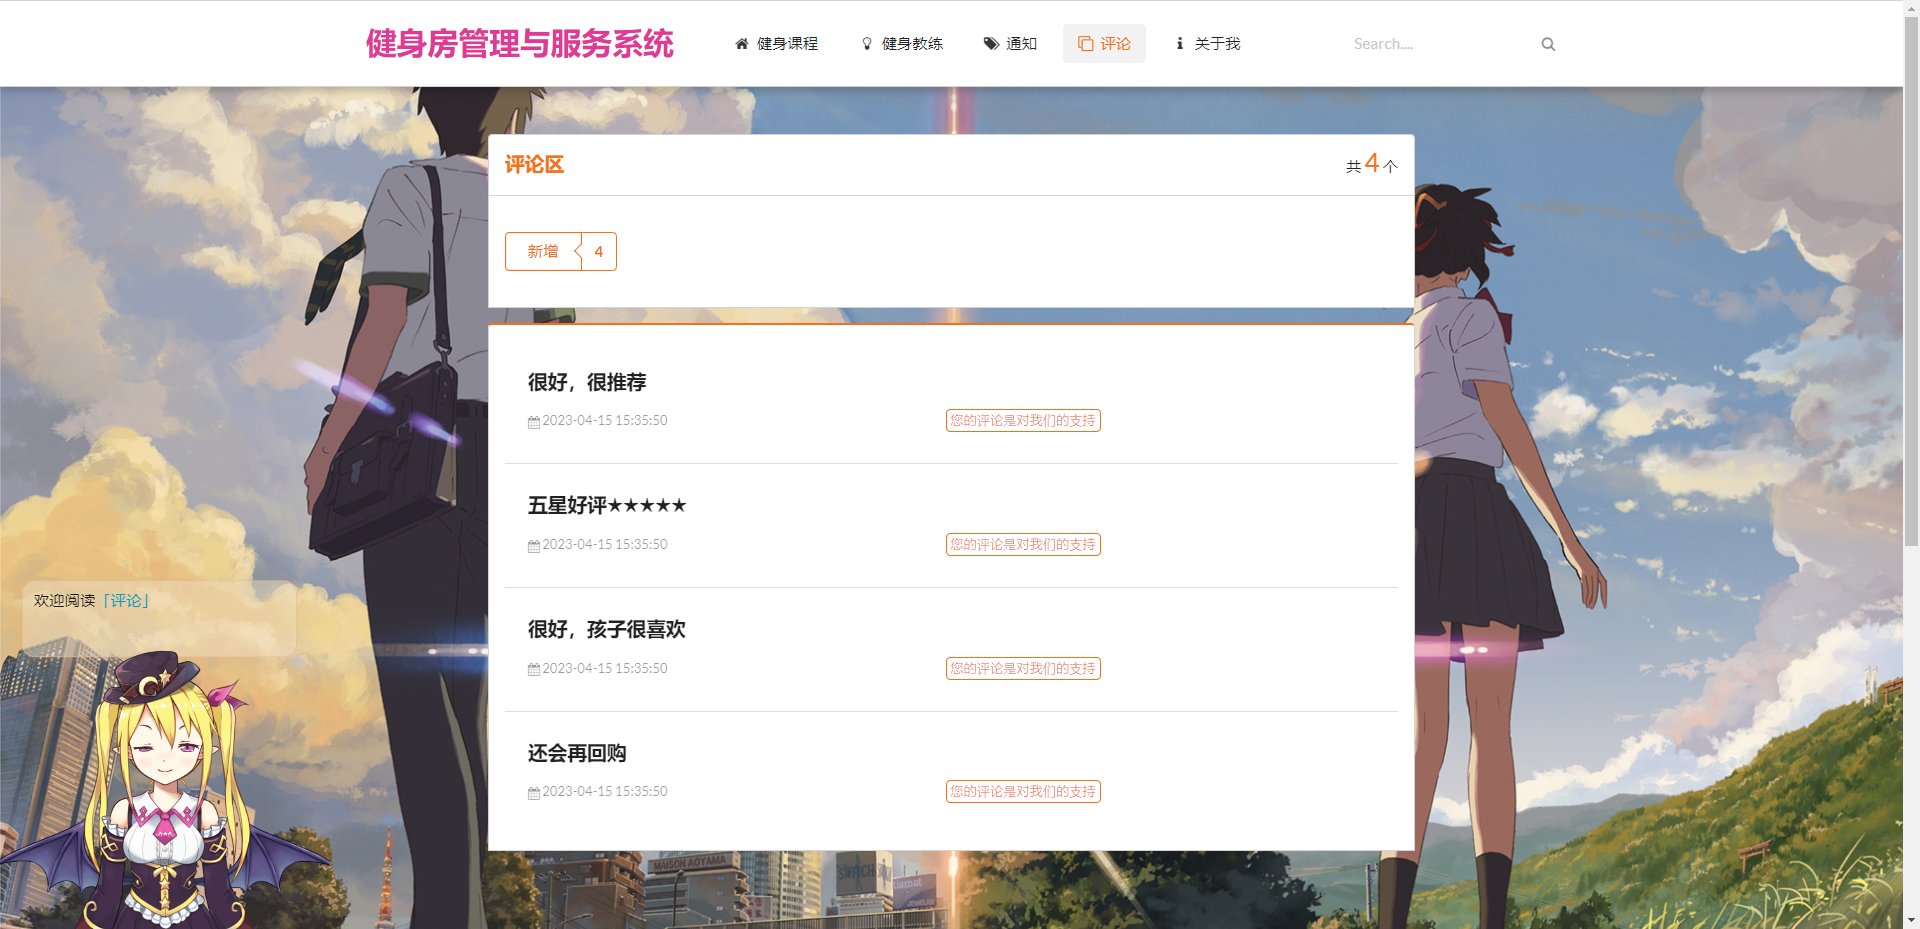 健身房管理与服务系统
健身课程
健身教练
通知
评论
关于我
Search....
评论区
共4个
新增 4
很好，很推荐
2023-04-15 15:35:50
您的评论是对我们的支持
五星好评★★★★★
2023-04-15 15:35:50
您的评论是对我们的支持
很好，孩子很喜欢
2023-04-15 15:35:50
您的评论是对我们的支持
还会再回购
2023-04-15 15:35:50
您的评论是对我们的支持
欢迎阅读「评论」
MAISON AOYAMA